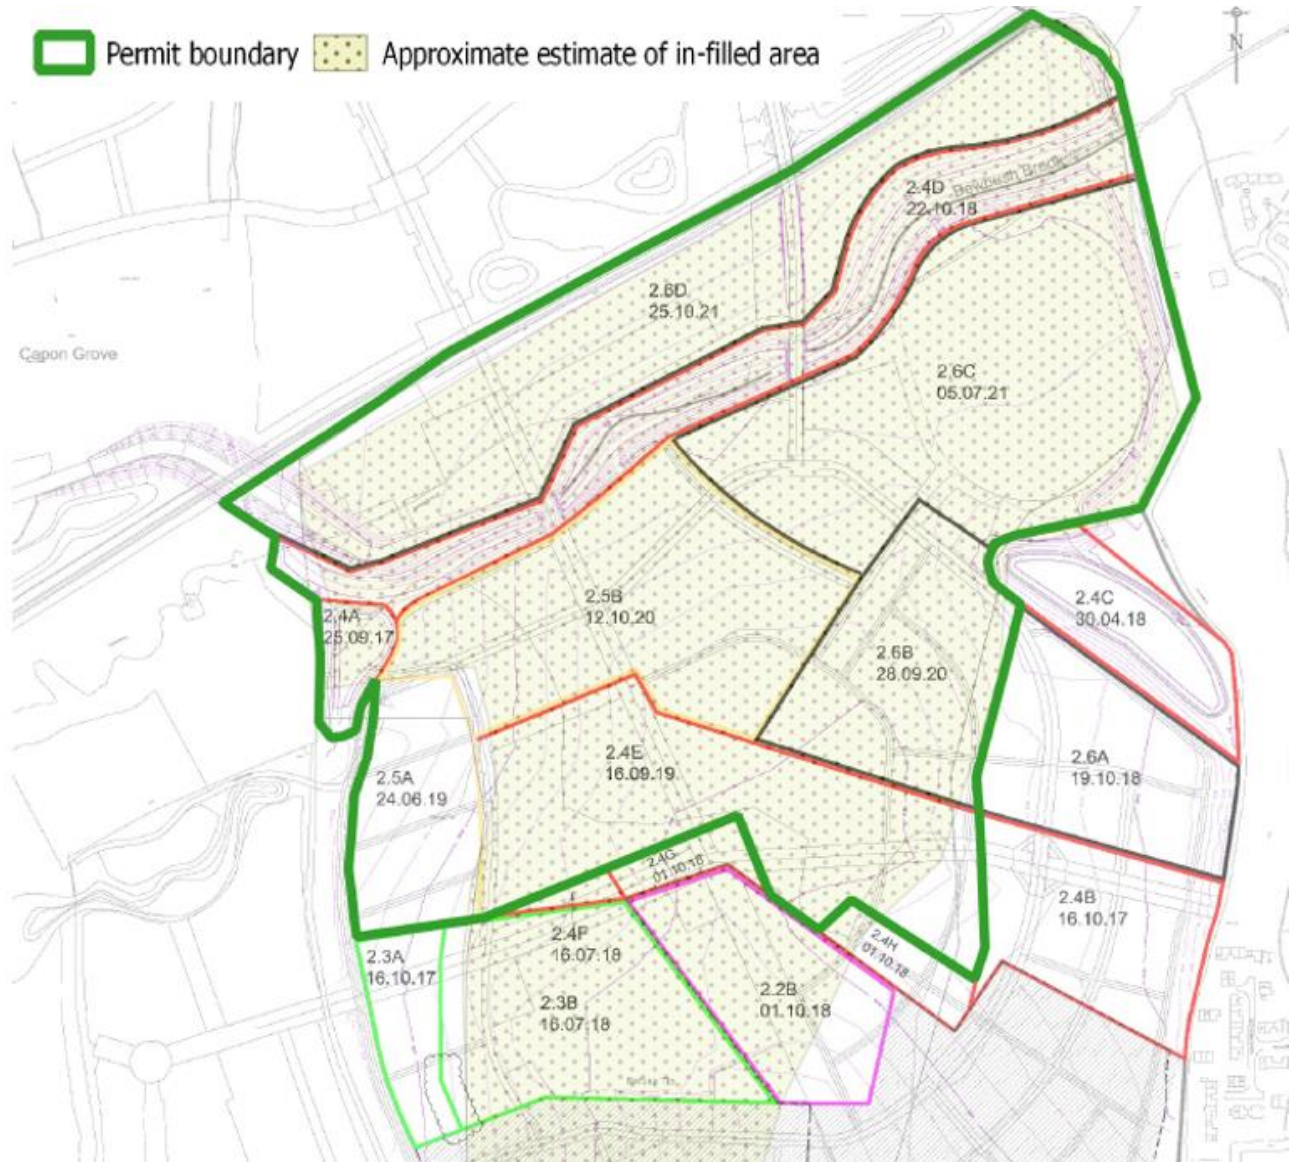 Permit boundary
Approximate estimate of in-filled area
N
2.4D
22.10.18
2.6D
25.10.21
Capon Grove
2.6C
05.07.21
2.5B
12.10.20
2.4A
25.09.17
2.4C
30.04.18
2.6B
28.09.20
2.4E
16.09.19
2.6A
19.10.18
2.5A
24.06.19
2.4G
01.10.18
2.4B
16.10.17
2.4F
16.07.18
2.4H
01.10.18
2.3A
16.10.17
2.3B
16.07.18
2.2B
01.10.18